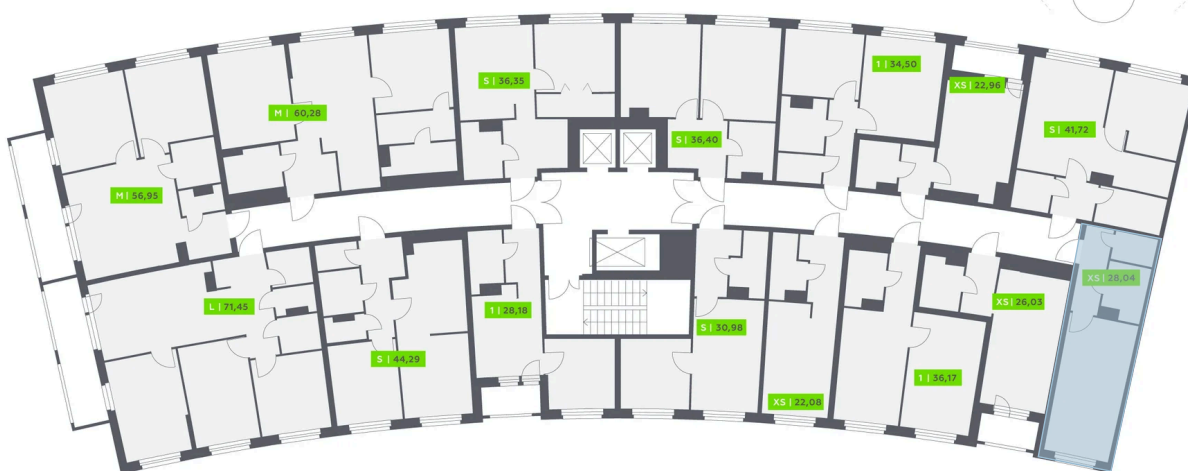 1 | 34,50
S | 36,35
XS | 22,96
M | 60,28
S | 41,72
S | 36,40
M | 56,95
XS | 28,04
L | 71,45
1 | 28,18
XS | 26,03
S | 30,98
S | 44,29
1 | 36,17
XS | 22,08